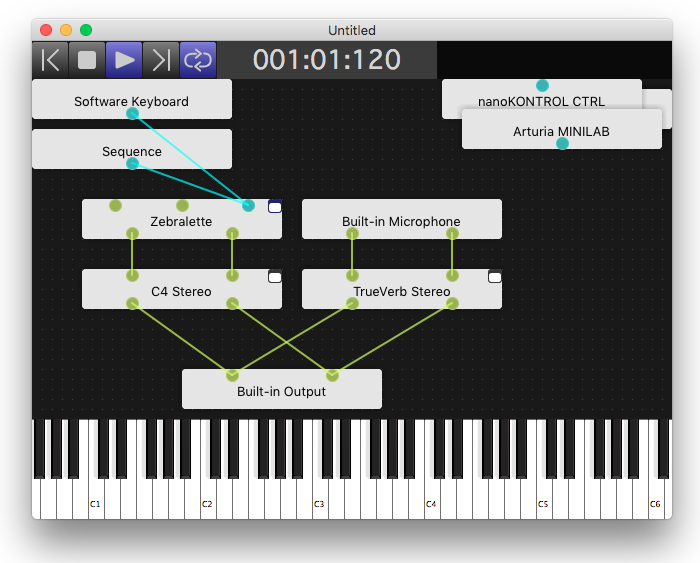 Untitled
001:01:120
Software Keyboard
nanoKONTROL CTRL
Arturia MINILAB
Sequence
Zebralette
Built-in Microphone
C4 Stereo
TrueVerb Stereo
Built-in Output
C1 C2 C3 C4 C5 C6